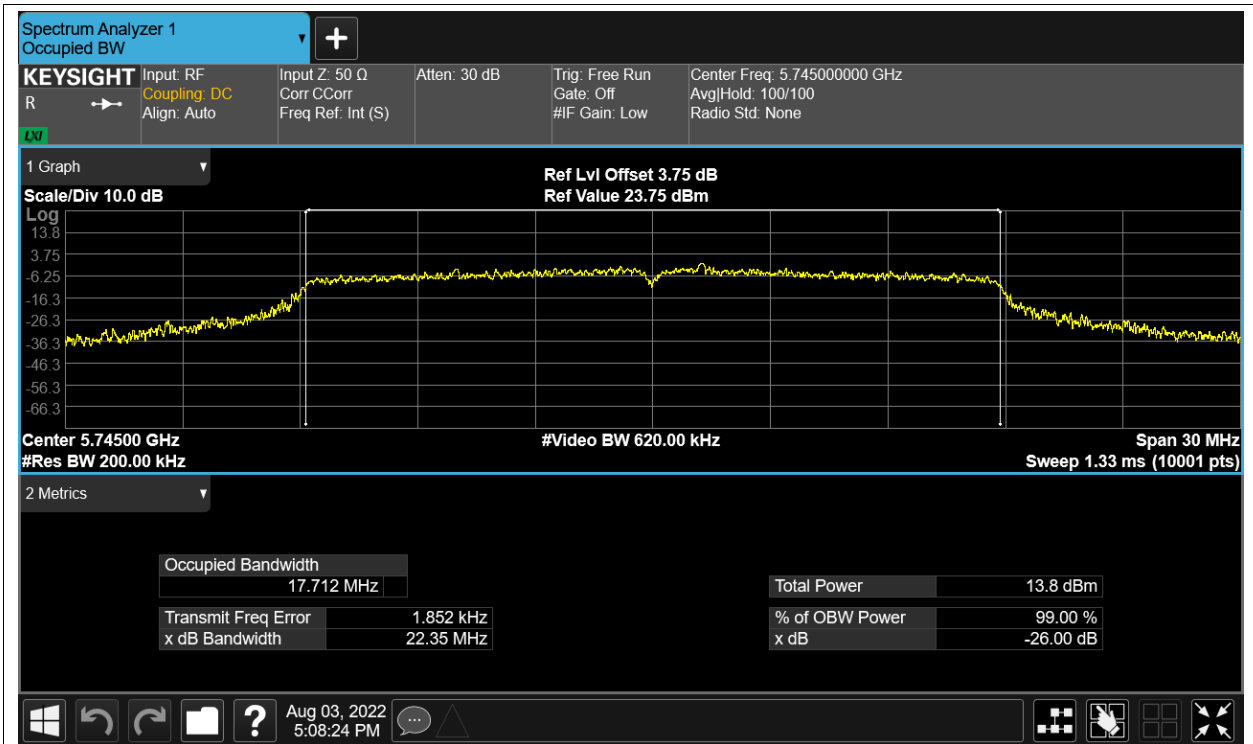 Spectrum Analyzer 1
Occupied BW
KEYSIGHT
R
LXI
Input: RF
Coupling: DC
Align: Auto
Input Z: 50 Ω
Corr CCorr
Freq Ref: Int (S)
Atten: 30 dB
Trig: Free Run
Gate: Off
#IF Gain: Low
Center Freq: 5.745000000 GHz
Avg|Hold: 100/100
Radio Std: None
1 Graph
Scale/Div 10.0 dB
Ref Lvl Offset 3.75 dB
Ref Value 23.75 dBm
Log
13.8
3.75
-6.25
-16.3
-26.3
-36.3
-46.3
-56.3
-66.3
Center 5.74500 GHz
#Video BW 620.00 kHz
Span 30 MHz
#Res BW 200.00 kHz
Sweep 1.33 ms (10001 pts)
2 Metrics
Occupied Bandwidth
17.712 MHz
Total Power 13.8 dBm
Transmit Freq Error 1.852 kHz
% of OBW Power 99.00 %
x dB Bandwidth 22.35 MHz
x dB -26.00 dB
?
Aug 03, 2022
5:08:24 PM